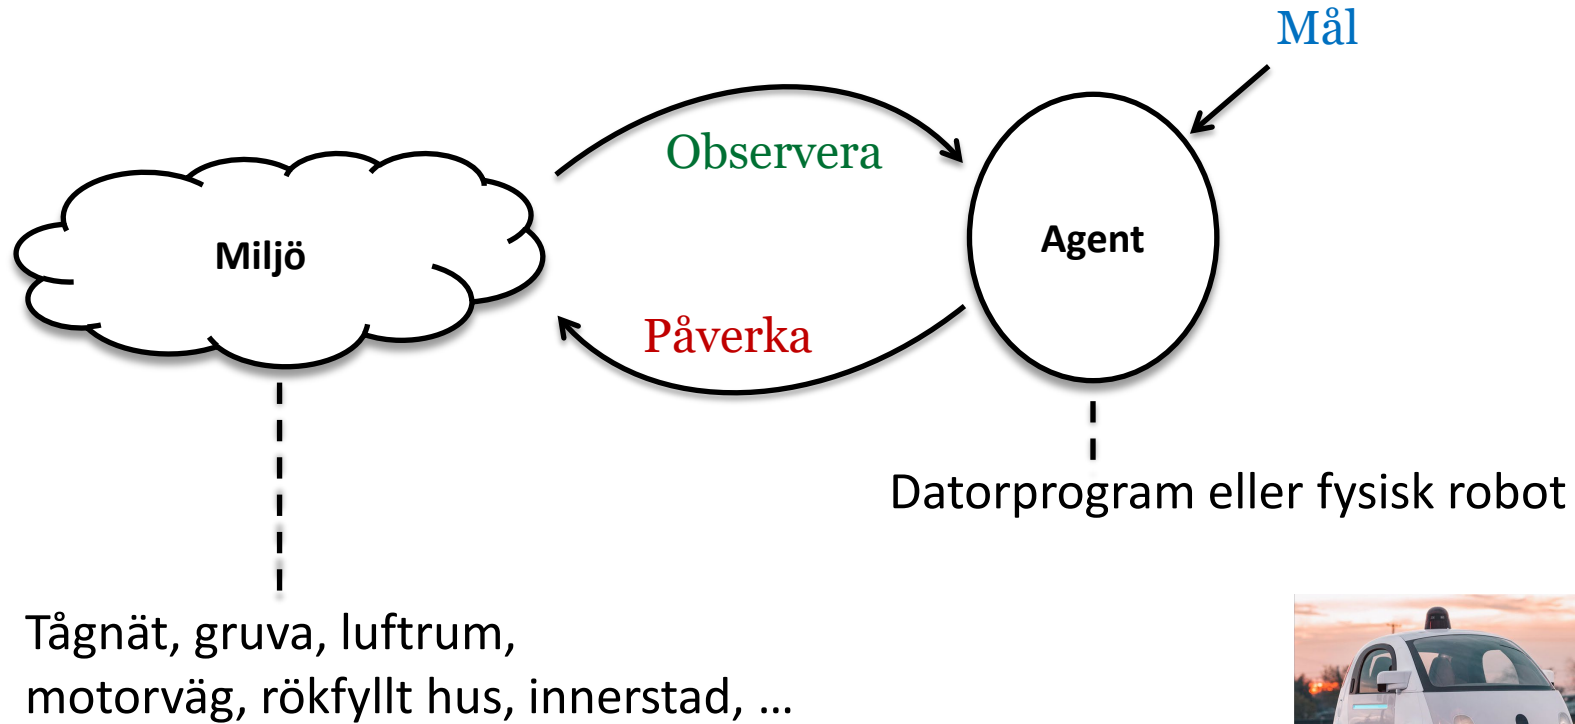 Mål
Observera
Miljö
Agent
Påverka
Datorprogram eller fysisk robot
Tågnät, gruva, luftrum,
motorväg, rökfyllt hus, innerstad, ...